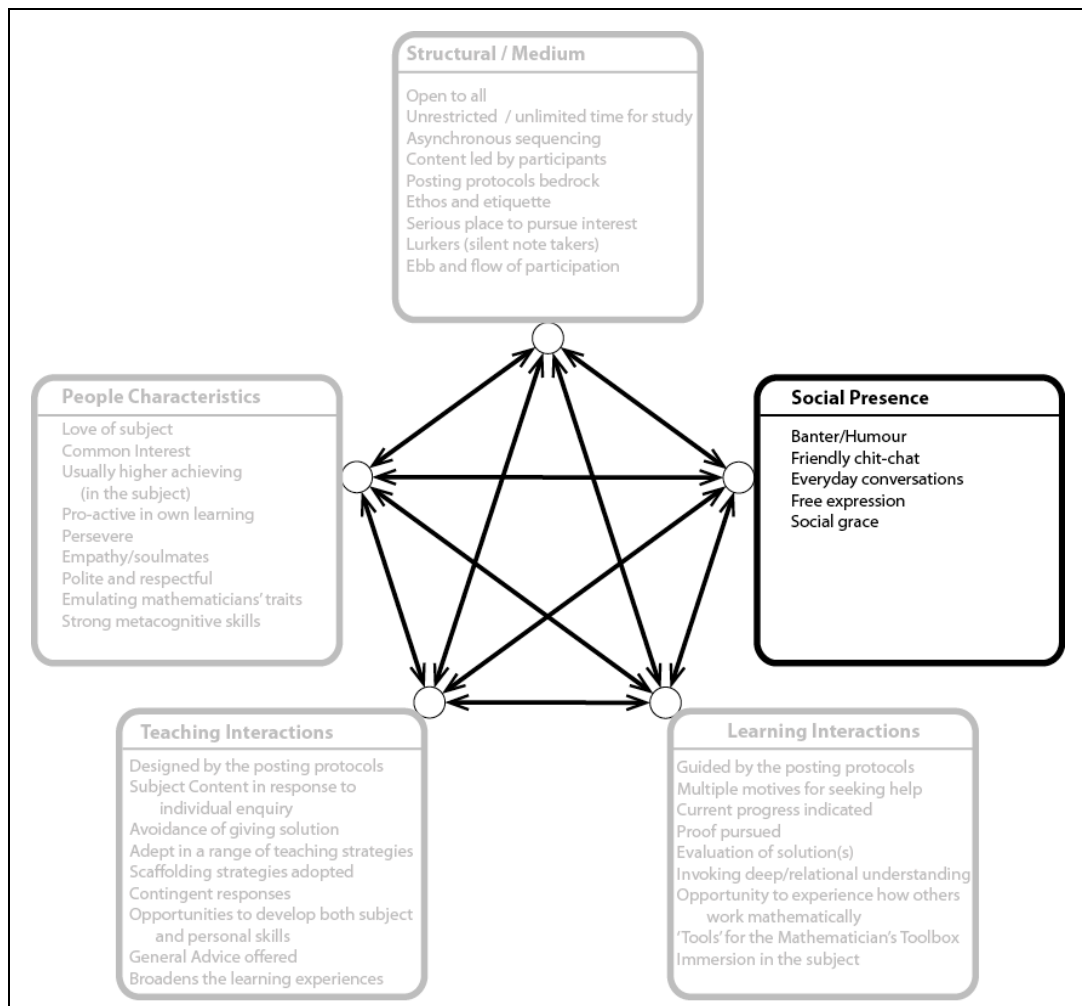 Structural / Medium
Open to all
Unrestricted / unlimited time for study
Asynchronous sequencing
Content led by participants
Posting protocols bedrock
Ethos and etiquette
Serious place to pursue interest
Lurkers (silent note takers)
Ebb and flow of participation
People Characteristics
Love of subject
Common Interest
Usually higher achieving
(in the subject)
Pro-active in own learning
Persevere
Empathy/soulmates
Polite and respectful
Emulating mathematicians' traits
Strong metacognitive skills
Social Presence
Banter/Humour
Friendly chit-chat
Everyday conversations
Free expression
Social grace
Teaching Interactions
Designed by the posting protocols
Subject Content in response to
individual enquiry
Avoidance of giving solution
Adept in a range of teaching strategies
Scaffolding strategies adopted
Contingent responses
Opportunities to develop both subject
and personal skills
General Advice offered
Broadens the learning experiences
Learning Interactions
Guided by the posting protocols
Multiple motives for seeking help
Current progress indicated
Proof pursued
Evaluation of solution(s)
Invoking deep/relational understanding
Opportunity to experience how others
work mathematically
'Tools' for the Mathematician's Toolbox
Immersion in the subject